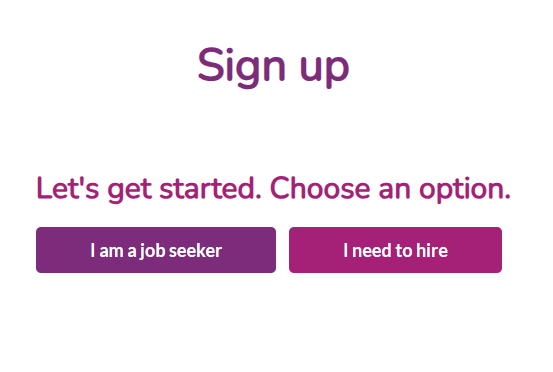 Sign up
Let's get started. Choose an option.
I am a job seeker
I need to hire